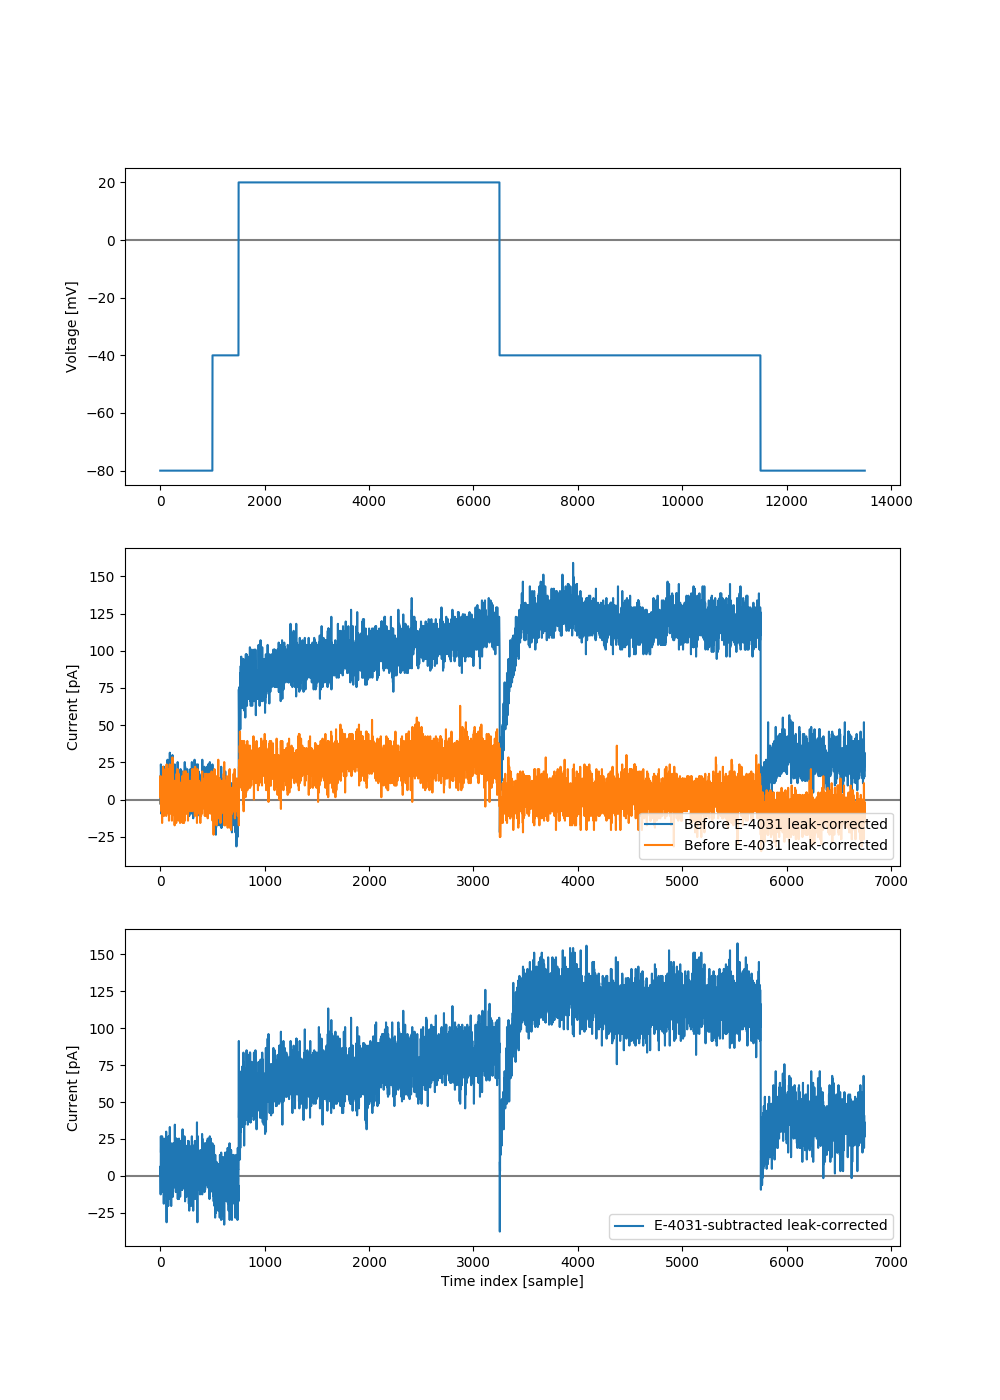 Voltage [mV]
20
0
−20
−40
−60
−80
0 2000 4000 6000 8000 10000 12000 14000
Current [pA]
150
125
100
75
50
25
0
−25
Before E-4031 leak-corrected
Before E-4031 leak-corrected
0 1000 2000 3000 4000 5000 6000 7000
Current [pA]
150
125
100
75
50
25
0
−25
E-4031-subtracted leak-corrected
0 1000 2000 3000 4000 5000 6000 7000
Time index [sample]